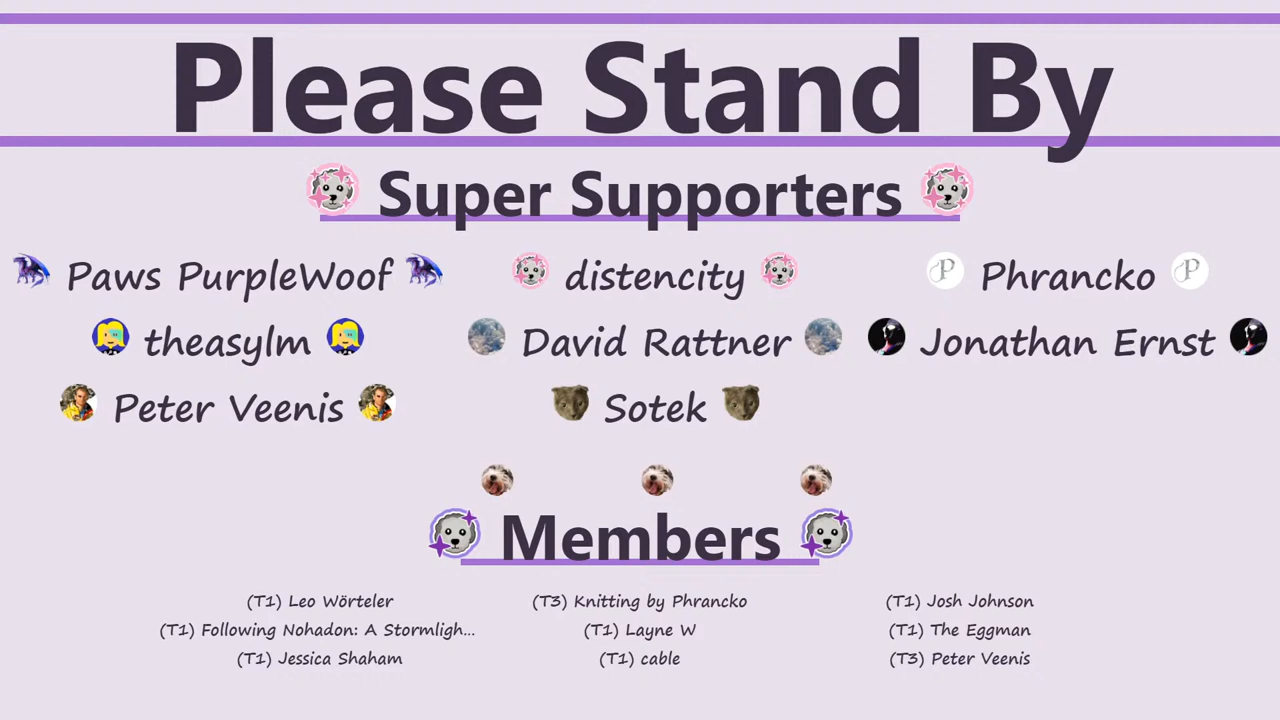 Please Stand By
Super Supporters
Paws PurpleWoof distencity Phrancko
theasylm David Rattner Jonathan Ernst
Peter Veenis Sotek
Members
(T1) Leo Wörteler (T3) Knitting by Phrancko (T1) Josh Johnson
(T1) Following Nohadon: A Stormligh... (T1) Layne W (T1) The Eggman
(T1) Jessica Shaham (T1) cable (T3) Peter Veenis